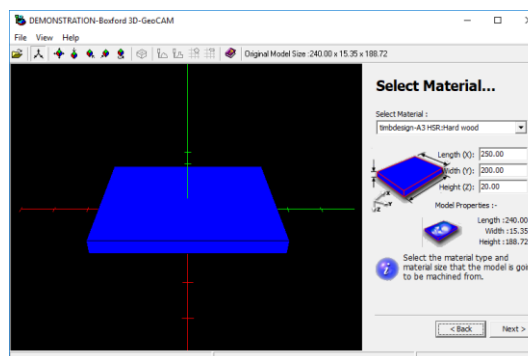 DEMONSTRATION-Boxford 3D-GeoCAM
File View Help
Original Model Size :240.00 x 15.35 x 188.72
Select Material...
Select Material :
timbdesign-A3 HSR:Hard wood
Length (X): 250.00
Width (Y): 200.00
Height (Z): 20.00
Model Properties :-
Length :240.00
Width :15.35
Height :188.72
Select the material type and
material size that the model is goin
to be machined from.
< Back Next >